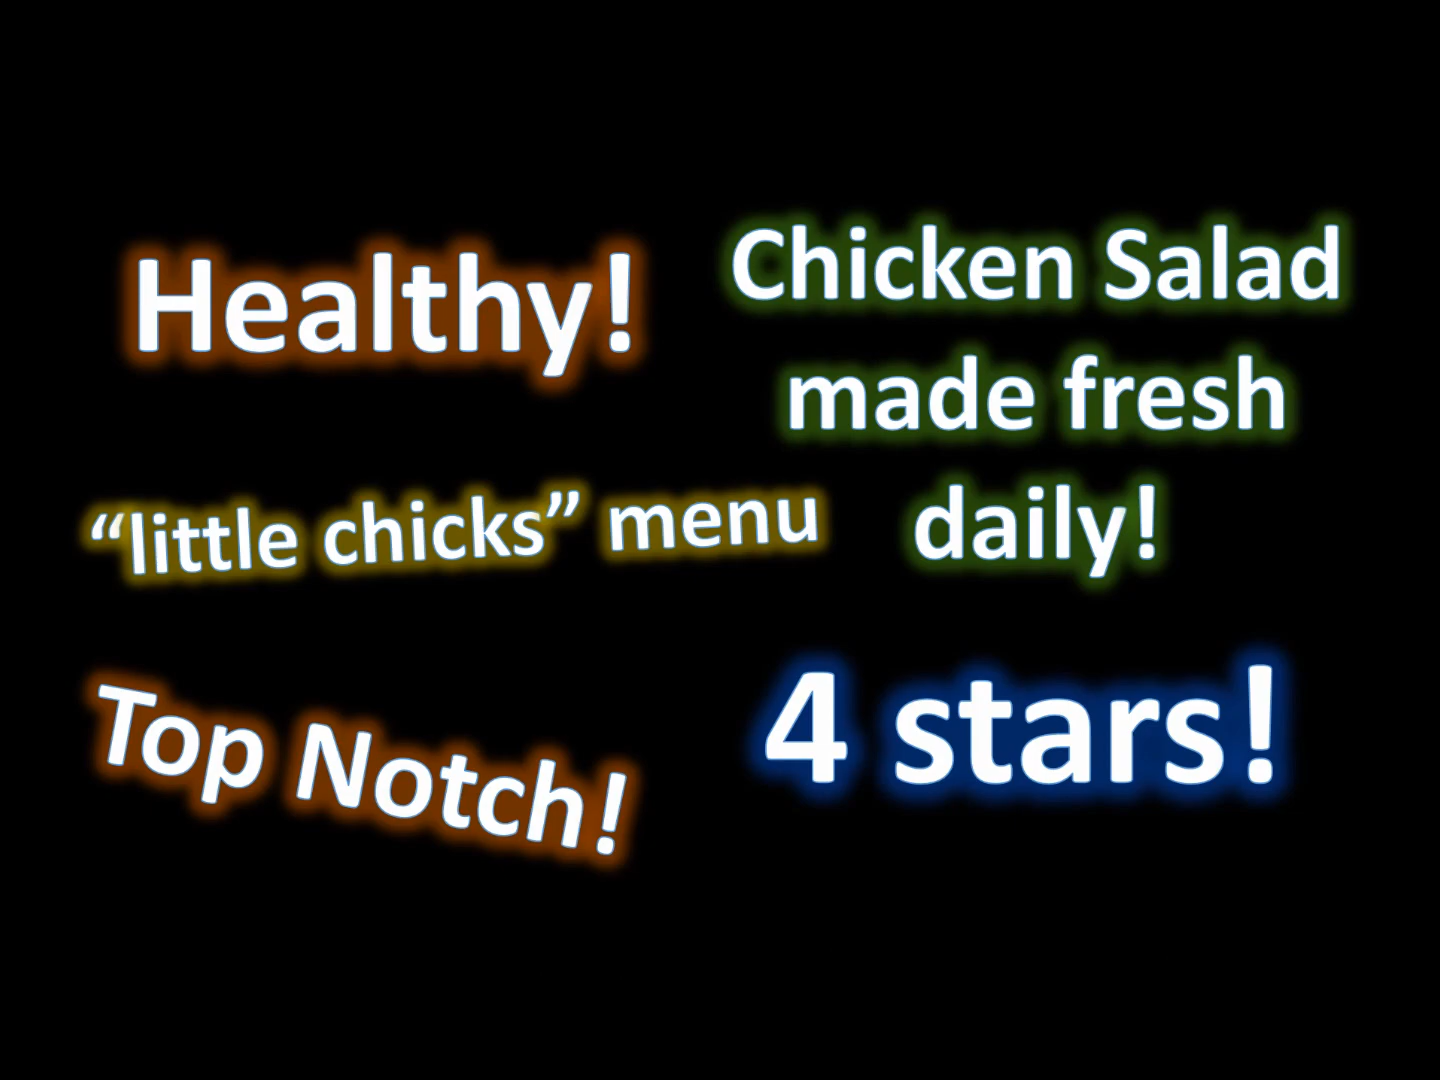 Healthy!
Chicken Salad
made fresh
daily!
“little chicks” menu
Top Notch!
4 stars!